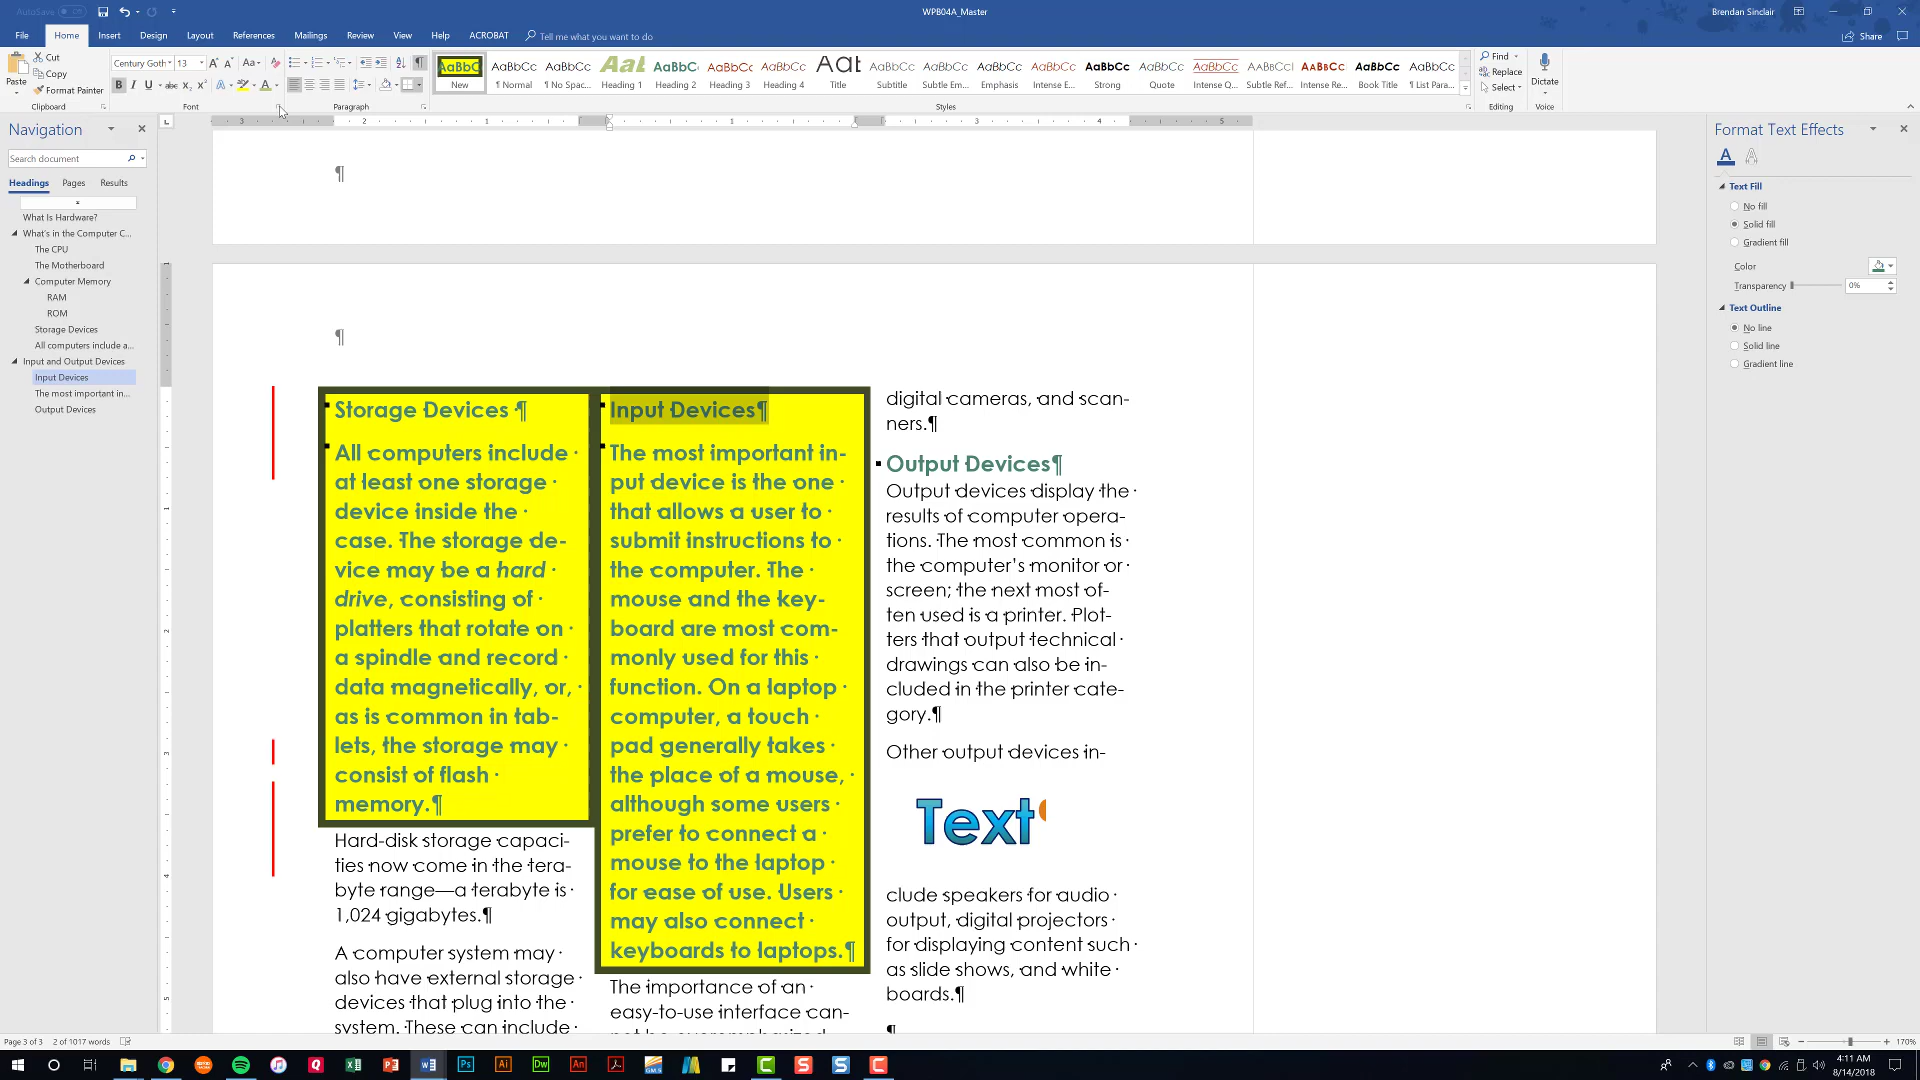 AutoSave
WPB04A_Master
Brendan Sinclair
File Home Insert Design Layout References Mailings Review View Help ACROBAT Tell me what you want to do
Share
Paste
Cut
Copy
Format Painter
Clipboard
Century Goth 13
Font
Paragraph
AaBbC AaBbCc AaBbCc AaBb AaBbC AaBbCc AaBbCc AaBb AaBbCc AaBbCc AaBbCc AaBbCc AaBbCc AaBbCc AaBbCc AaBbCc AaBbCc AaBbCc AaBbCc
New ¶ Normal ¶ No Spac... Heading 1 Heading 2 Heading 3 Heading 4 Title Subtitle Subtle Em... Emphasis Intense E... Strong Quote Intense Q... Subtle Ref... Intense Re... Book Title ¶ List Para...
Styles
Find
Replace
Select
Editing
Dictate
Voice
Navigation
Search document
Headings Pages Results
What Is Hardware?
What's in the Computer C...
The CPU
The Motherboard
Computer Memory
RAM
ROM
Storage Devices
All computers include a...
Input and Output Devices
Input Devices
The most important in...
Output Devices
3 2 1 1 3 4 5
¶
¶
Storage Devices ¶
All computers include
at least one storage
device inside the
case. The storage de-
vice may be a hard
drive, consisting of
platters that rotate on
a spindle and record
data magnetically, or,
as is common in tab-
lets, the storage may
consist of flash
memory.¶
Hard-disk storage capaci-
ties now come in the tera-
byte range—a terabyte is
1,024 gigabytes.¶
A computer system may
also have external storage
devices that plug into the
system. These can include
Input Devices¶
The most important in-
put device is the one
that allows a user to
submit instructions to
the computer. The
mouse and the key-
board are most com-
monly used for this
function. On a laptop
computer, a touch
pad generally takes
the place of a mouse,
although some users
prefer to connect a
mouse to the laptop
for ease of use. Users
may also connect
keyboards to laptops.¶
The importance of an
easy-to-use interface can-
not be overemphasized
digital cameras, and scan-
ners.¶
Output Devices¶
Output devices display the
results of computer opera-
tions. The most common is
the computer's monitor or
screen; the next most of-
ten used is a printer. Plot-
ters that output technical
drawings can also be in-
cluded in the printer cate-
gory.¶
Other output devices in-
Text
clude speakers for audio
output, digital projectors
for displaying content such
as slide shows, and white
boards.¶
¶
Format Text Effects
Text Fill
No fill
Solid fill
Gradient fill
Color
Transparency 0%
Text Outline
No line
Solid line
Gradient line
Page 3 of 3 2 of 1017 words
170%
4:11 AM
8/14/2018